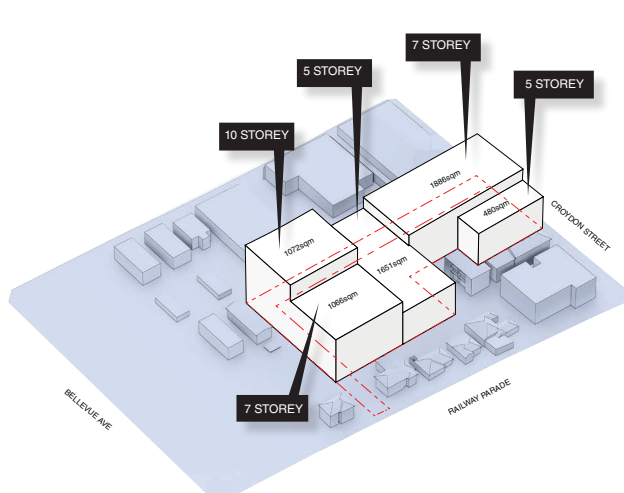 7 STOREY
5 STOREY
5 STOREY
10 STOREY
1886sqm
480sqm
CROYDON STREET
1072sqm
1651sqm
1066sqm
7 STOREY
BELLEVUE AVE
RAILWAY PARADE